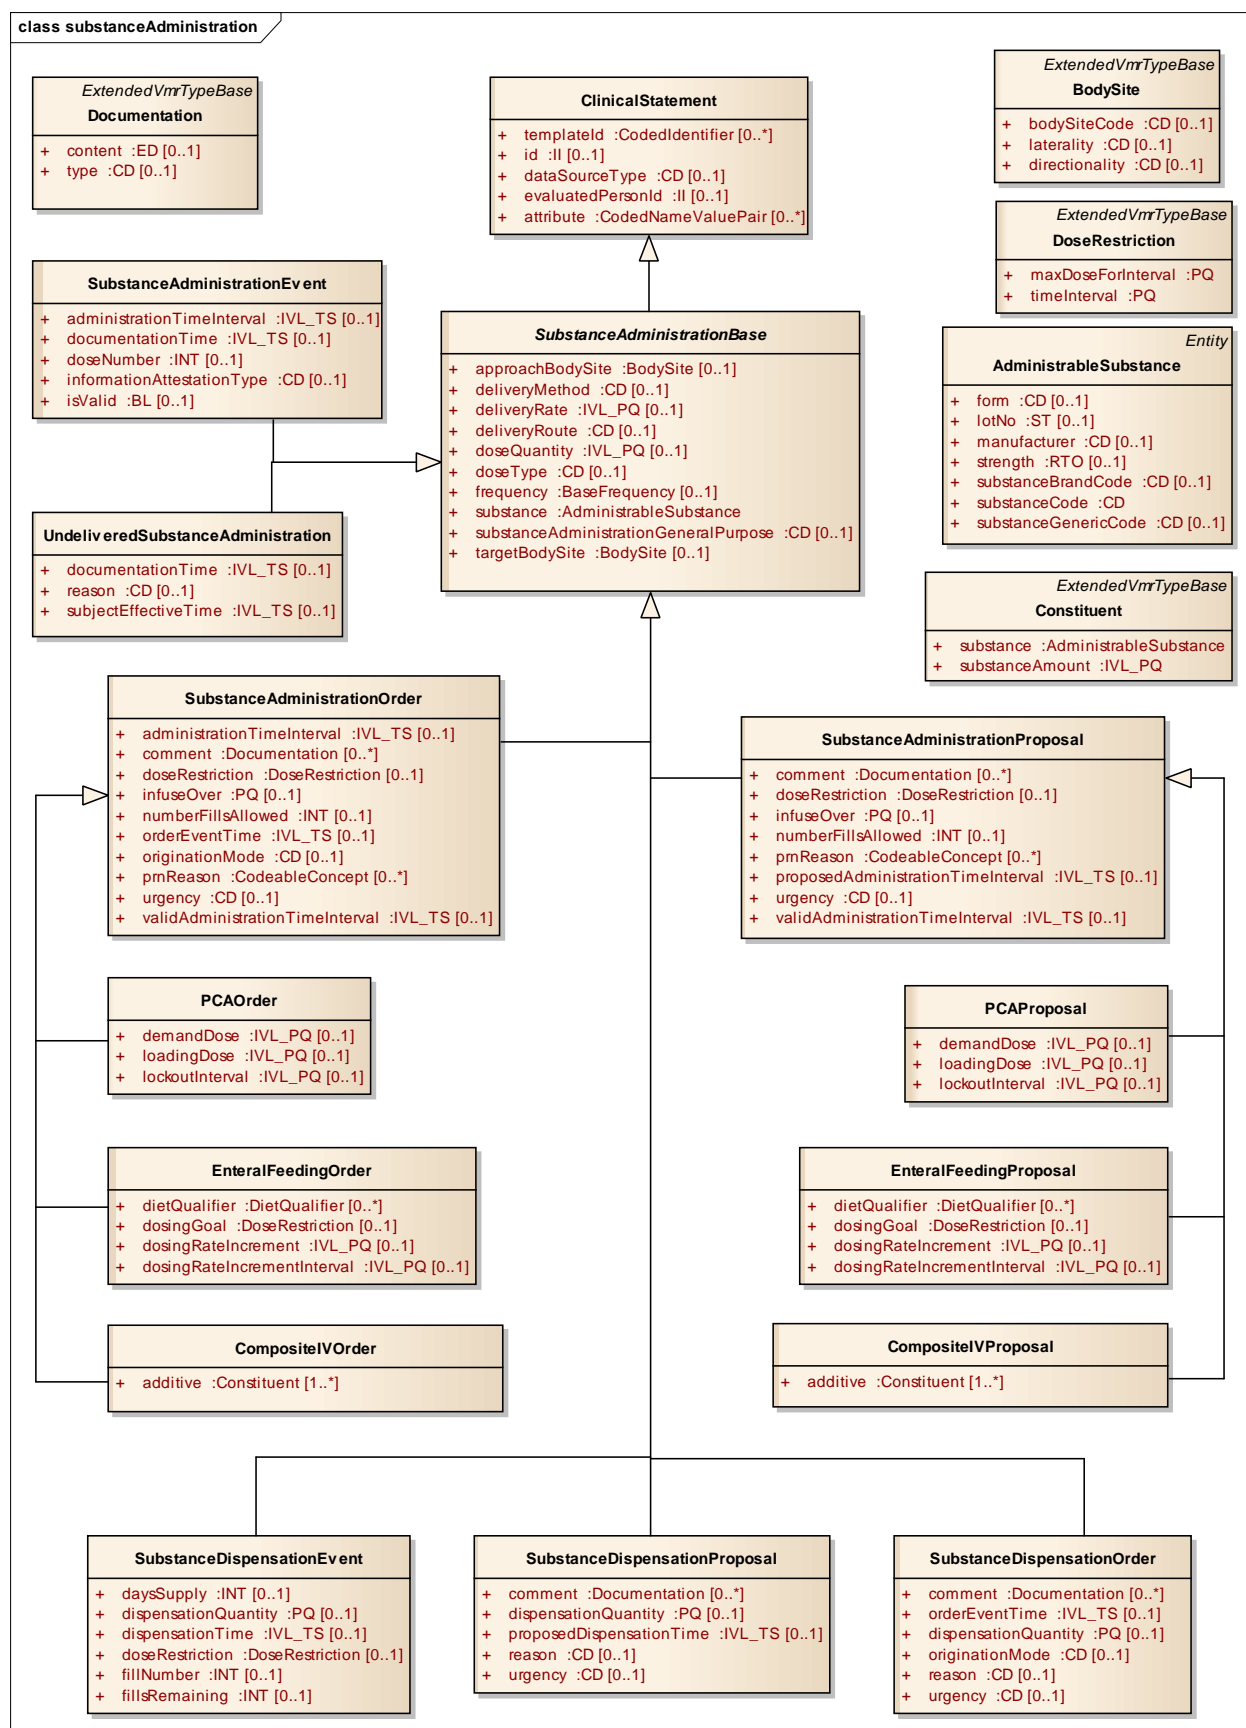 class substanceAdministration
ExtendedVmrTypeBase
Documentation
+ content :ED [0..1]
+ type :CD [0..1]
ClinicalStatement
+ templateId :CodedIdentifier [0..*]
+ id :II [0..1]
+ dataSourceType :CD [0..1]
+ evaluatedPersonId :II [0..1]
+ attribute :CodedNameValuePair [0..*]
ExtendedVmrTypeBase
BodySite
+ bodySiteCode :CD [0..1]
+ laterality :CD [0..1]
+ directionality :CD [0..1]
ExtendedVmrTypeBase
DoseRestriction
+ maxDoseForInterval :PQ
+ timeInterval :PQ
SubstanceAdministrationEvent
+ administrationTimeInterval :IVL_TS [0..1]
+ documentationTime :IVL_TS [0..1]
+ doseNumber :INT [0..1]
+ informationAttestationType :CD [0..1]
+ isValid :BL [0..1]
SubstanceAdministrationBase
+ approachBodySite :BodySite [0..1]
+ deliveryMethod :CD [0..1]
+ deliveryRate :IVL_PQ [0..1]
+ deliveryRoute :CD [0..1]
+ doseQuantity :IVL_PQ [0..1]
+ doseType :CD [0..1]
+ frequency :BaseFrequency [0..1]
+ substance :AdministrableSubstance
+ substanceAdministrationGeneralPurpose :CD [0..1]
+ targetBodySite :BodySite [0..1]
Entity
AdministrableSubstance
+ form :CD [0..1]
+ lotNo :ST [0..1]
+ manufacturer :CD [0..1]
+ strength :RTO [0..1]
+ substanceBrandCode :CD [0..1]
+ substanceCode :CD
+ substanceGenericCode :CD [0..1]
UndeliveredSubstanceAdministration
+ documentationTime :IVL_TS [0..1]
+ reason :CD [0..1]
+ subjectEffectiveTime :IVL_TS [0..1]
ExtendedVmrTypeBase
Constituent
+ substance :AdministrableSubstance
+ substanceAmount :IVL_PQ
SubstanceAdministrationOrder
+ administrationTimeInterval :IVL_TS [0..1]
+ comment :Documentation [0..*]
+ doseRestriction :DoseRestriction [0..1]
+ infuseOver :PQ [0..1]
+ numberFillsAllowed :INT [0..1]
+ orderEventTime :IVL_TS [0..1]
+ originationMode :CD [0..1]
+ prnReason :CodeableConcept [0..*]
+ urgency :CD [0..1]
+ validAdministrationTimeInterval :IVL_TS [0..1]
SubstanceAdministrationProposal
+ comment :Documentation [0..*]
+ doseRestriction :DoseRestriction [0..1]
+ infuseOver :PQ [0..1]
+ numberFillsAllowed :INT [0..1]
+ prnReason :CodeableConcept [0..*]
+ proposedAdministrationTimeInterval :IVL_TS [0..1]
+ urgency :CD [0..1]
+ validAdministrationTimeInterval :IVL_TS [0..1]
PCAOrder
+ demandDose :IVL_PQ [0..1]
+ loadingDose :IVL_PQ [0..1]
+ lockoutInterval :IVL_PQ [0..1]
PCAProposal
+ demandDose :IVL_PQ [0..1]
+ loadingDose :IVL_PQ [0..1]
+ lockoutInterval :IVL_PQ [0..1]
EnteralFeedingOrder
+ dietQualifier :DietQualifier [0..*]
+ dosingGoal :DoseRestriction [0..1]
+ dosingRateIncrement :IVL_PQ [0..1]
+ dosingRateIncrementInterval :IVL_PQ [0..1]
EnteralFeedingProposal
+ dietQualifier :DietQualifier [0..*]
+ dosingGoal :DoseRestriction [0..1]
+ dosingRateIncrement :IVL_PQ [0..1]
+ dosingRateIncrementInterval :IVL_PQ [0..1]
CompositeIVOrder
+ additive :Constituent [1..*]
CompositeIVProposal
+ additive :Constituent [1..*]
SubstanceDispensationEvent
+ daysSupply :INT [0..1]
+ dispensationQuantity :PQ [0..1]
+ dispensationTime :IVL_TS [0..1]
+ doseRestriction :DoseRestriction [0..1]
+ fillNumber :INT [0..1]
+ fillsRemaining :INT [0..1]
SubstanceDispensationProposal
+ comment :Documentation [0..*]
+ dispensationQuantity :PQ [0..1]
+ proposedDispensationTime :IVL_TS [0..1]
+ reason :CD [0..1]
+ urgency :CD [0..1]
SubstanceDispensationOrder
+ comment :Documentation [0..*]
+ orderEventTime :IVL_TS [0..1]
+ dispensationQuantity :PQ [0..1]
+ originationMode :CD [0..1]
+ reason :CD [0..1]
+ urgency :CD [0..1]